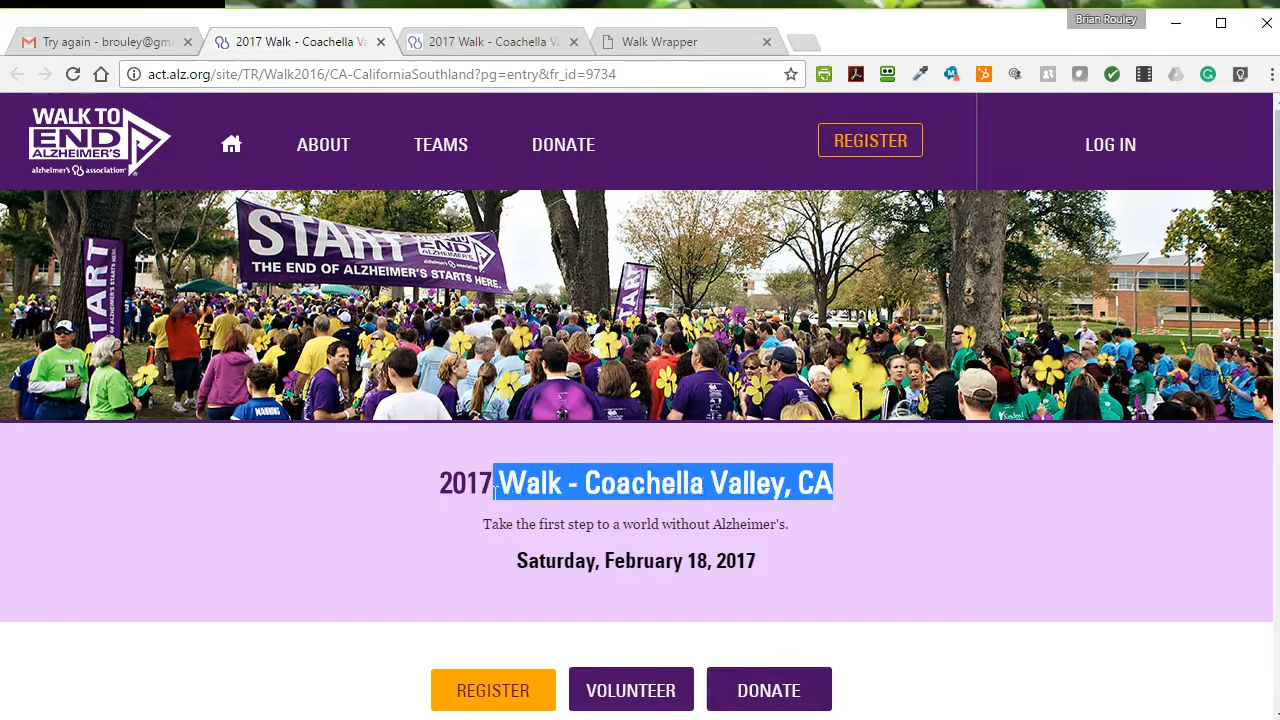 Brian Rouley
Try again - brouley@gm
2017 Walk - Coachella Va
2017 Walk - Coachella Va
Walk Wrapper
act.alz.org/site/TR/Walk2016/CA-CaliforniaSouthland?pg=entry&fr_id=9734
WALK TO
END
ALZHEIMER'S
alzheimer's association
ABOUT
TEAMS
DONATE
REGISTER
LOG IN
START
END
THE END OF ALZHEIMER'S STARTS HERE.
START
START
2017 Walk - Coachella Valley, CA
Take the first step to a world without Alzheimer's.
Saturday, February 18, 2017
REGISTER
VOLUNTEER
DONATE